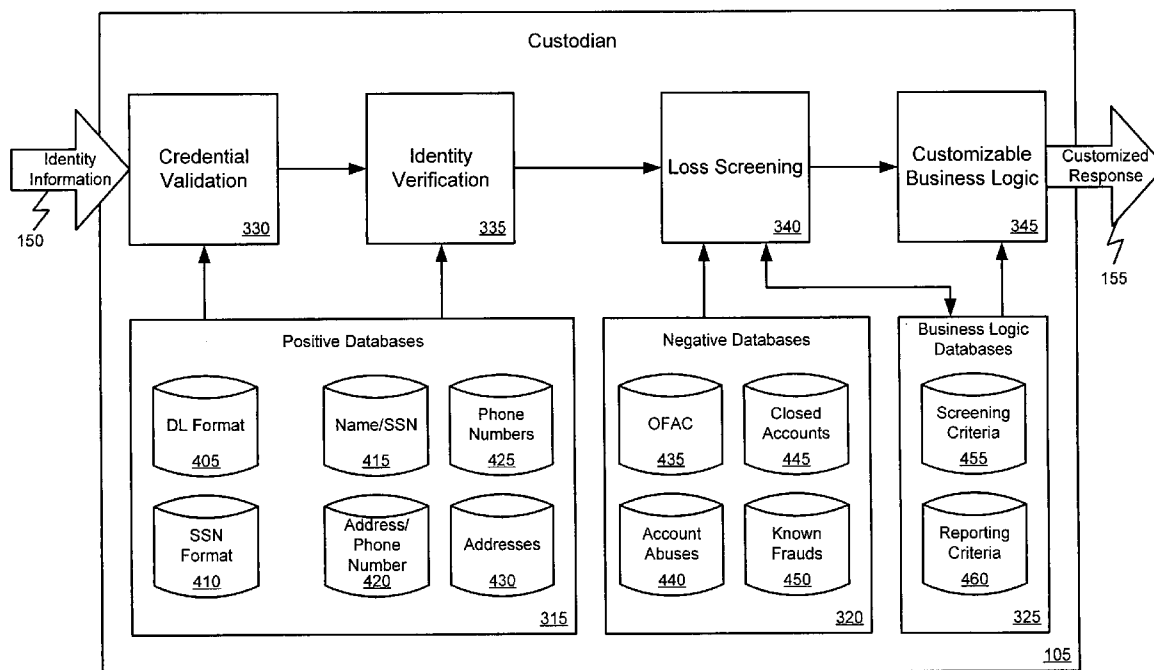 Custodian
Identity
Information
150
Credential
Validation
330
Identity
Verification
335
Loss Screening
340
Customizable
Business Logic
345
Customized
Response
155
Positive Databases
DL Format
405
Name/SSN
415
Phone
Numbers
425
SSN
Format
410
Address/
Phone
Number
420
Addresses
430
315
Negative Databases
OFAC
435
Closed
Accounts
445
Account
Abuses
440
Known
Frauds
450
320
Business Logic
Databases
Screening
Criteria
455
Reporting
Criteria
460
325
105